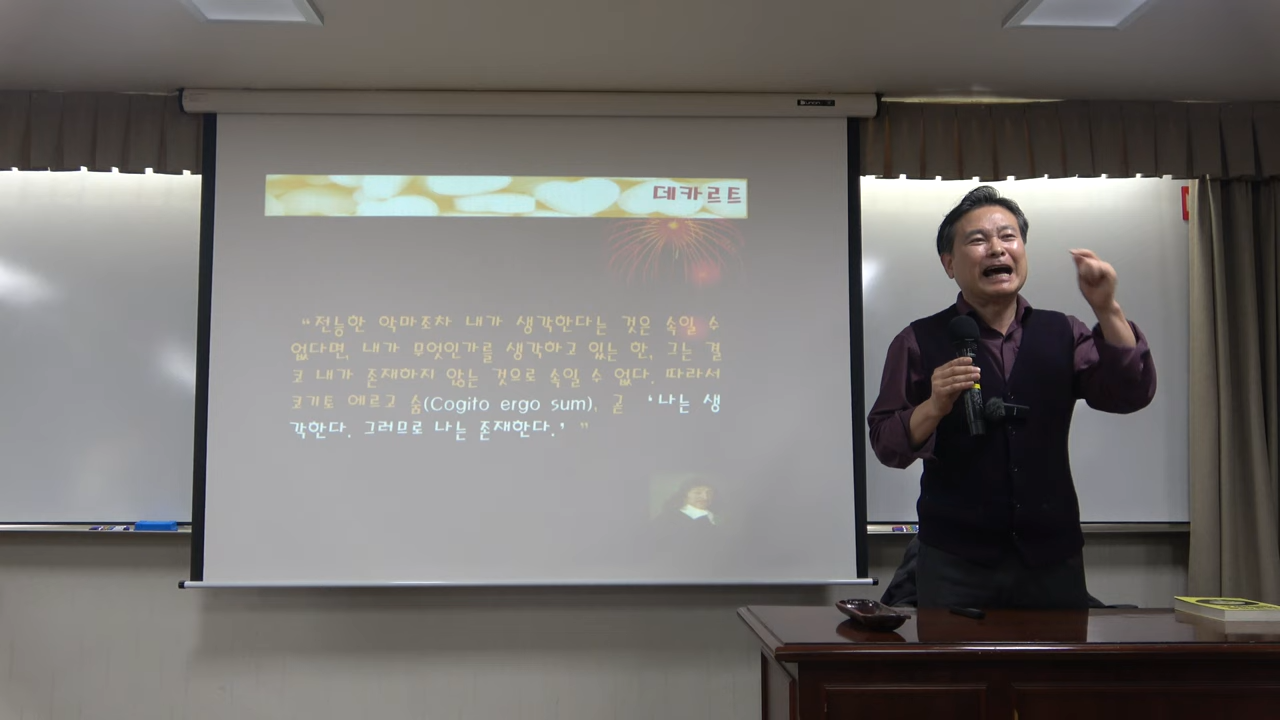 데카르트
“전능한 악마조차 내가 생각한다는 것은 속일 수
없다면, 내가 무엇인가를 생각하고 있는 한, 그는 결
코 내가 존재하지 않는 것으로 속일 수 없다. 따라서
코기토 에르고 숨(Cogito ergo sum), 곧 ‘나는 생
각한다. 그러므로 나는 존재한다.’ ”